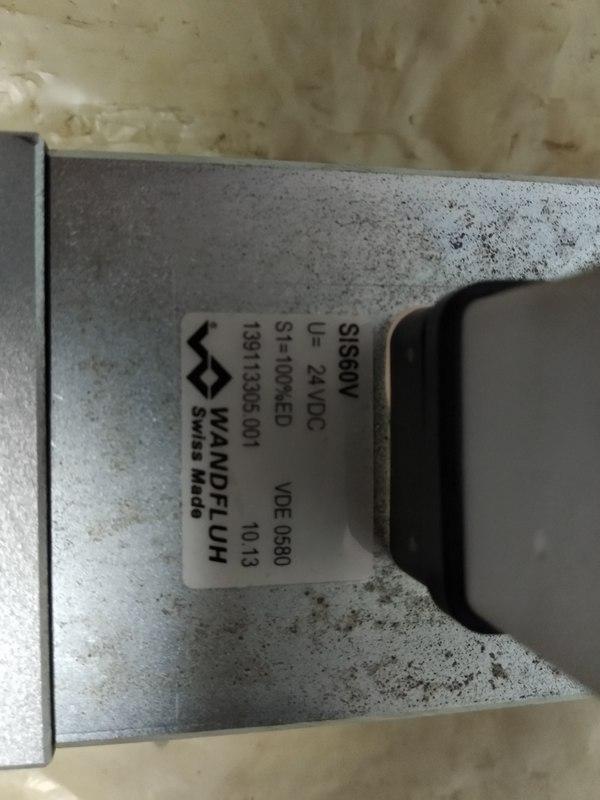 SIS60V
U= 24VDC
S1=100%ED VDE 0580
139113305.001 10.13
® WANDFLUH
Swiss Made